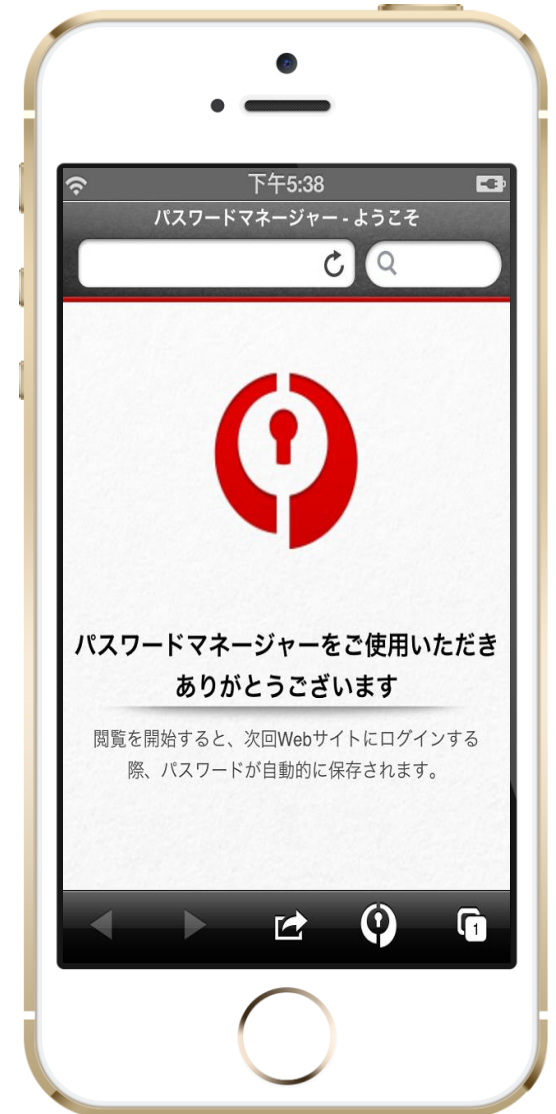 下午5:38
パスワードマネージャー - ようこそ
パスワードマネージャーをご使用いただき
ありがとうございます
閲覧を開始すると、次回Webサイトにログインする
際、パスワードが自動的に保存されます。
1